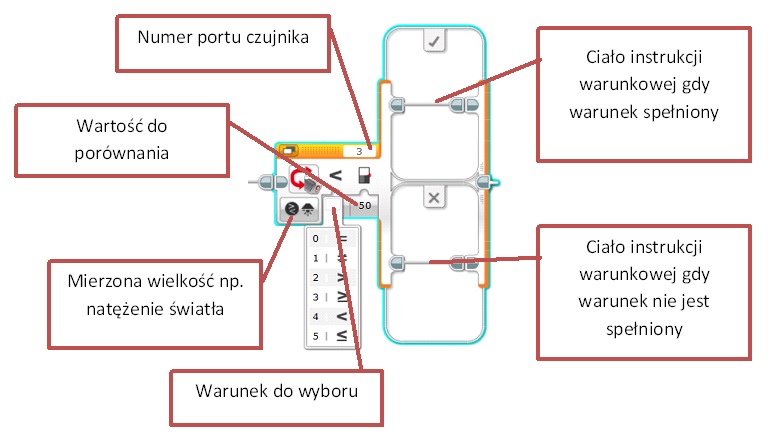 Numer portu czujnika
Ciało instrukcji
warunkowej gdy
warunek spełniony
Wartość do
porównania
3
<
50
0 =
1 ≠
2 >
3 ≥
4 <
5 ≤
Mierzona wielkość np.
natężenie światła
Ciało instrukcji
warunkowej gdy
warunek nie jest
spełniony
Warunek do wyboru